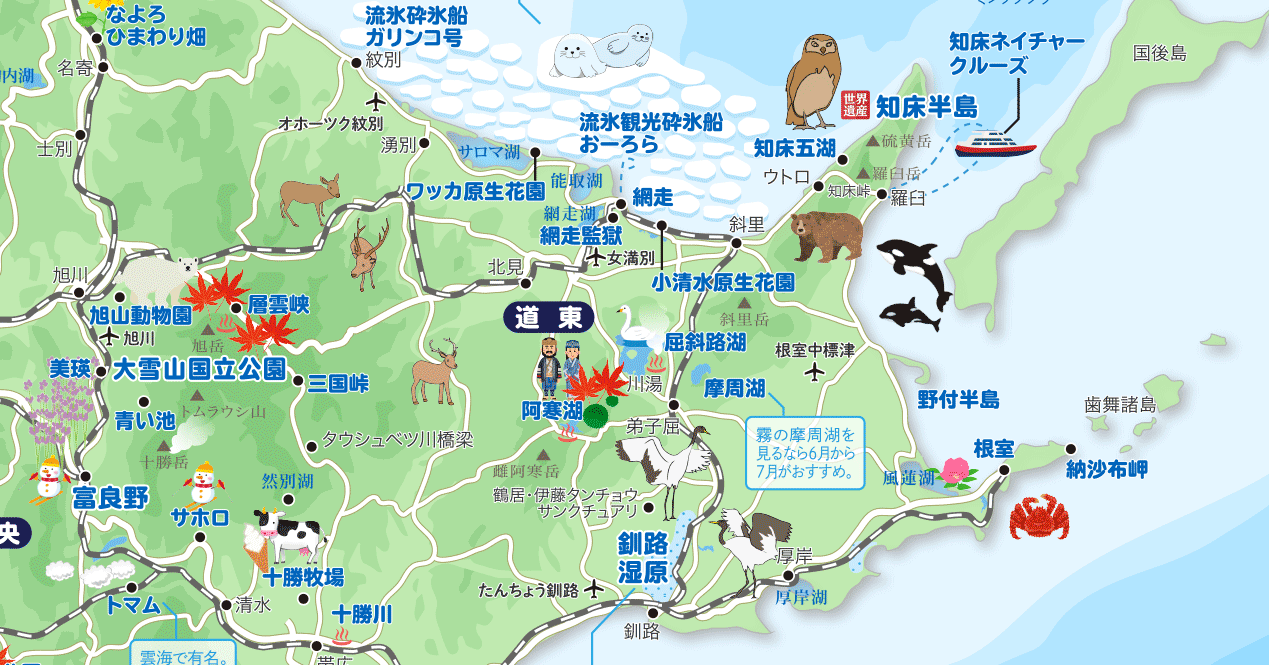 なよろ
ひまわり畑
名寄
内湖
士別
流氷砕氷船
ガリンコ号
紋別
オホーツク紋別
湧別
サロマ湖
ワッカ原生花園
能取湖
流氷観光砕氷船
おーろら
網走
網走湖
網走監獄
女満別
北見
小清水原生花園
斜里
斜里岳
世界
遺産
知床半島
知床五湖
ウトロ
硫黄岳
羅臼岳
知床峠
羅臼
知床ネイチャー
クルーズ
国後島
旭川
旭山動物園
旭川
層雲峡
旭岳
美瑛
大雪山国立公園
三国峠
青い池
トムラウシ山
十勝岳
タウシュベツ川橋梁
然別湖
富良野
サホロ
央
十勝牧場
トマム
清水
十勝川
帯広
雲海で有名。
道東
屈斜路湖
川湯
摩周湖
阿寒湖
弟子屈
雌阿寒岳
霧の摩周湖を
見るなら6月から
7月がおすすめ。
根室中標津
野付半島
歯舞諸島
根室
納沙布岬
風蓮湖
鶴居・伊藤タンチョウ
サンクチュアリ
釧路
湿原
たんちょう釧路
釧路
厚岸
厚岸湖